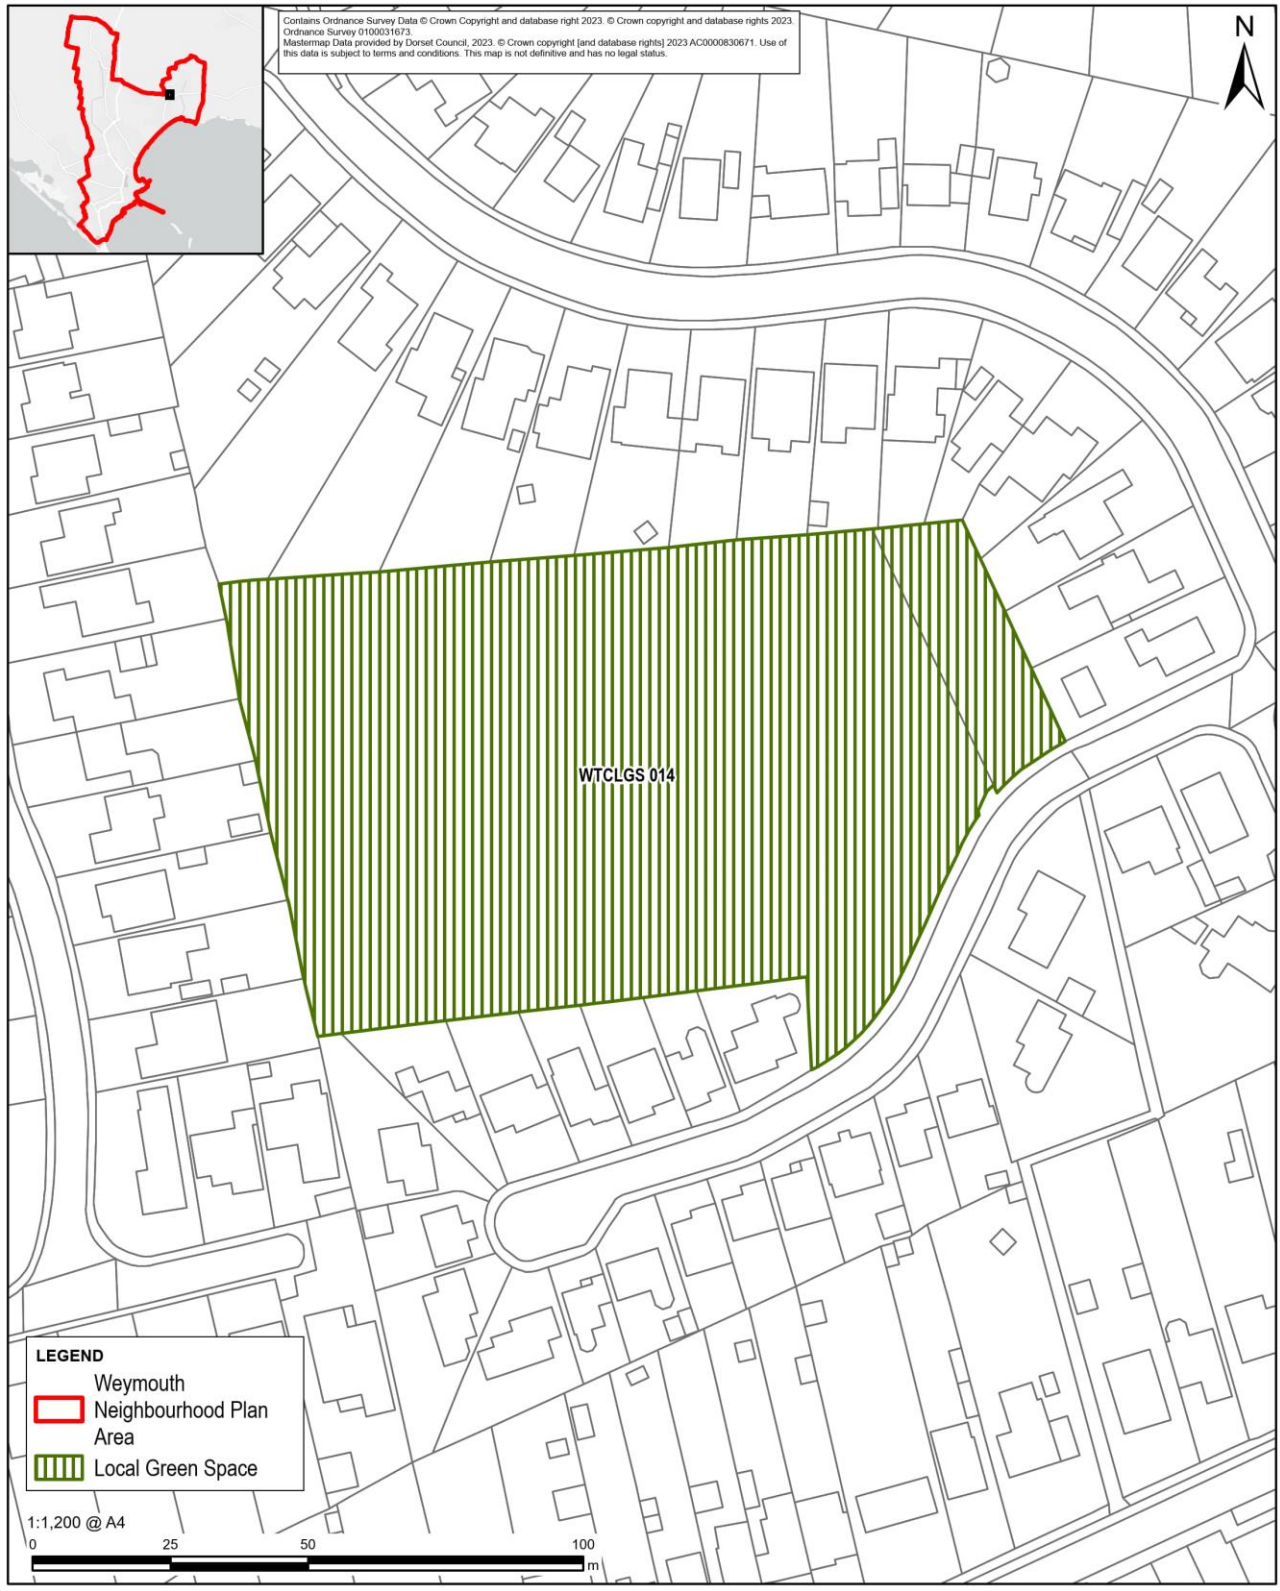 Contains Ordnance Survey Data © Crown Copyright and database right 2023. © Crown copyright and database rights 2023.
Ordnance Survey 0100031673.
Mastermap Data provided by Dorset Council, 2023. © Crown copyright [and database rights] 2023 AC0000830671. Use of
this data is subject to terms and conditions. This map is not definitive and has no legal status.
N
WTCLGS 014
LEGEND
Weymouth
Neighbourhood Plan
Area
Local Green Space
1:1,200 @ A4
0 25 50 100
m